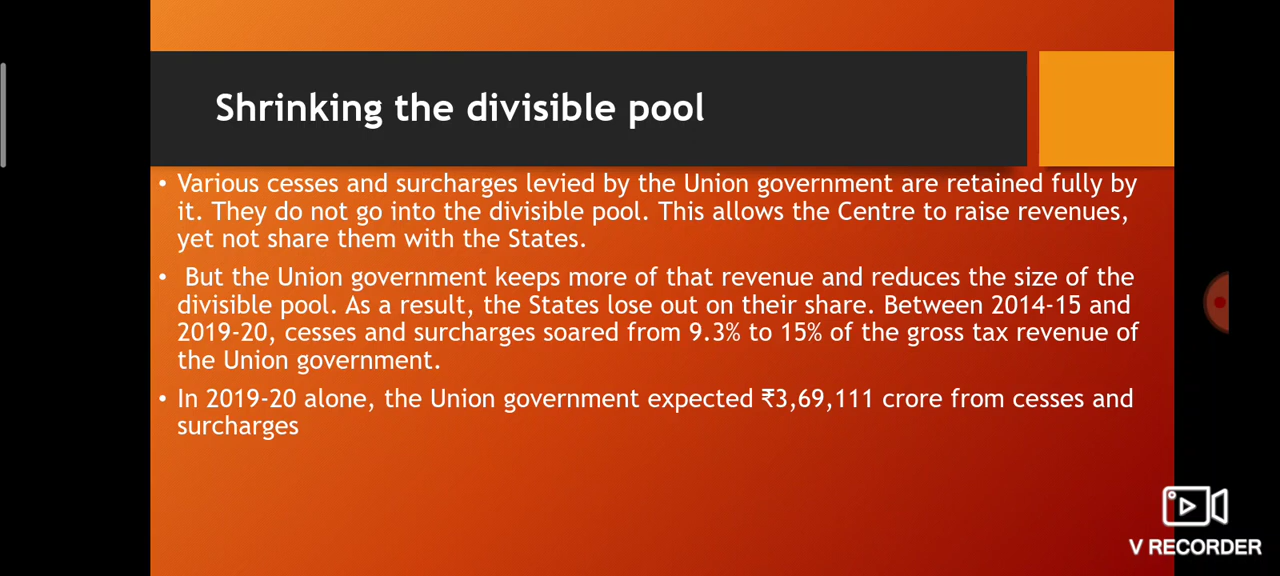 Shrinking the divisible pool
• Various cesses and surcharges levied by the Union government are retained fully by
it. They do not go into the divisible pool. This allows the Centre to raise revenues,
yet not share them with the States.
• But the Union government keeps more of that revenue and reduces the size of the
divisible pool. As a result, the States lose out on their share. Between 2014-15 and
2019-20, cesses and surcharges soared from 9.3% to 15% of the gross tax revenue of
the Union government.
• In 2019-20 alone, the Union government expected ₹3,69,111 crore from cesses and
surcharges
V RECORDER